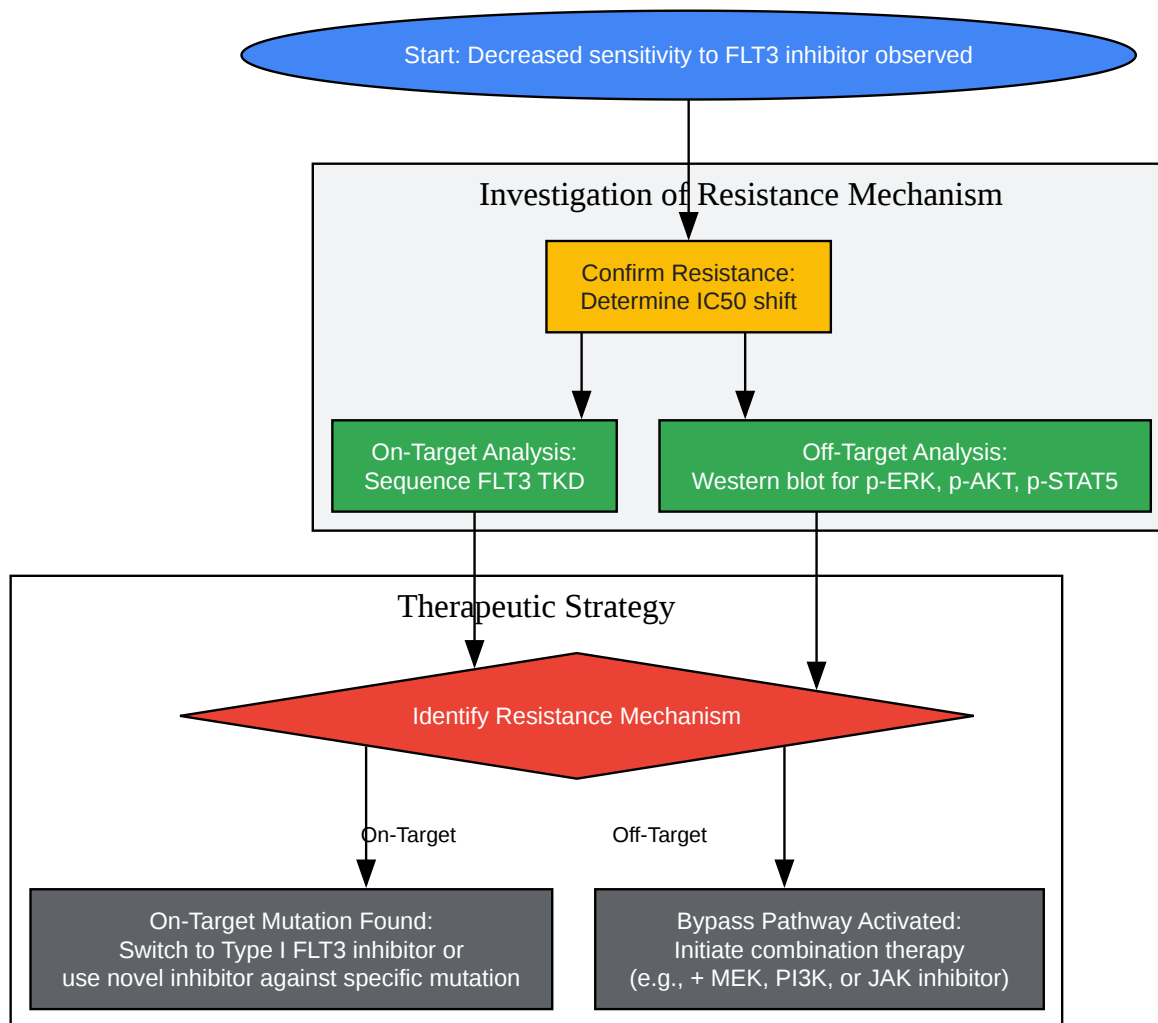 Start: Decreased sensitivity to FLT3 inhibitor observed
Investigation of Resistance Mechanism
Confirm Resistance:
Determine IC50 shift
On-Target Analysis:
Sequence FLT3 TKD
Off-Target Analysis:
Western blot for p-ERK, p-AKT, p-STAT5
Therapeutic Strategy
Identify Resistance Mechanism
On-Target
Off-Target
On-Target Mutation Found:
Switch to Type I FLT3 inhibitor or
use novel inhibitor against specific mutation
Bypass Pathway Activated:
Initiate combination therapy
(e.g., + MEK, PI3K, or JAK inhibitor)